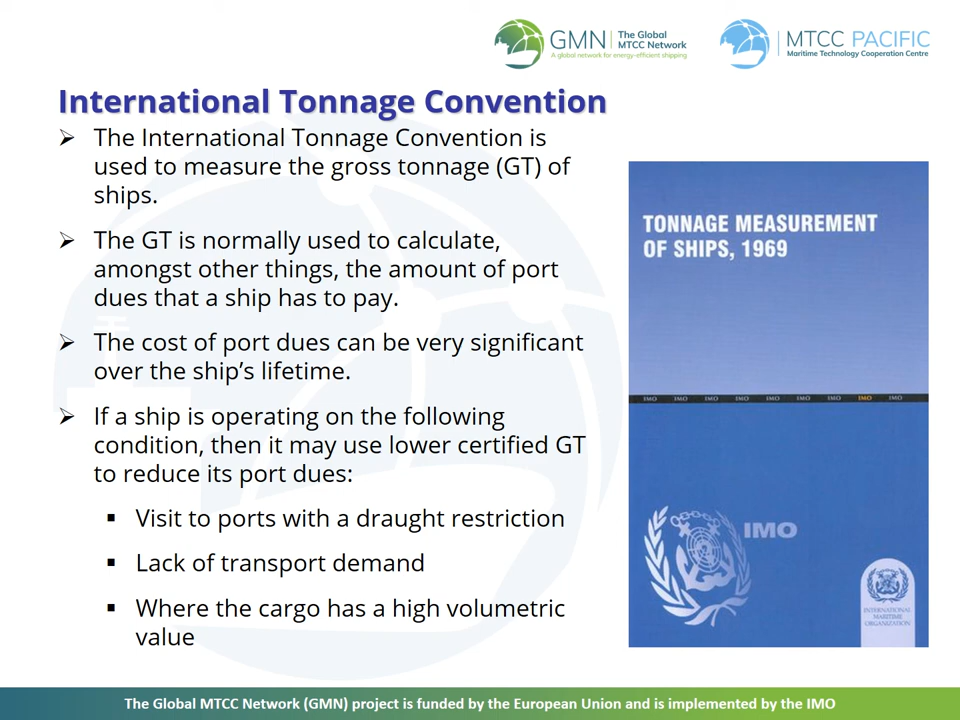 GMN
The Global
MTCC Network
A global network for energy-efficient shipping
MTCC PACIFIC
Maritime Technology Cooperation Centre
International Tonnage Convention
The International Tonnage Convention is
used to measure the gross tonnage (GT) of
ships.
The GT is normally used to calculate,
amongst other things, the amount of port
dues that a ship has to pay.
The cost of port dues can be very significant
over the ship’s lifetime.
If a ship is operating on the following
condition, then it may use lower certified GT
to reduce its port dues:
Visit to ports with a draught restriction
Lack of transport demand
Where the cargo has a high volumetric
value
TONNAGE MEASUREMENT
OF SHIPS, 1969
IMO IMO IMO IMO IMO IMO IMO IMO IMO
IMO
INTERNATIONAL
MARITIME
ORGANIZATION
The Global MTCC Network (GMN) project is funded by the European Union and is implemented by the IMO